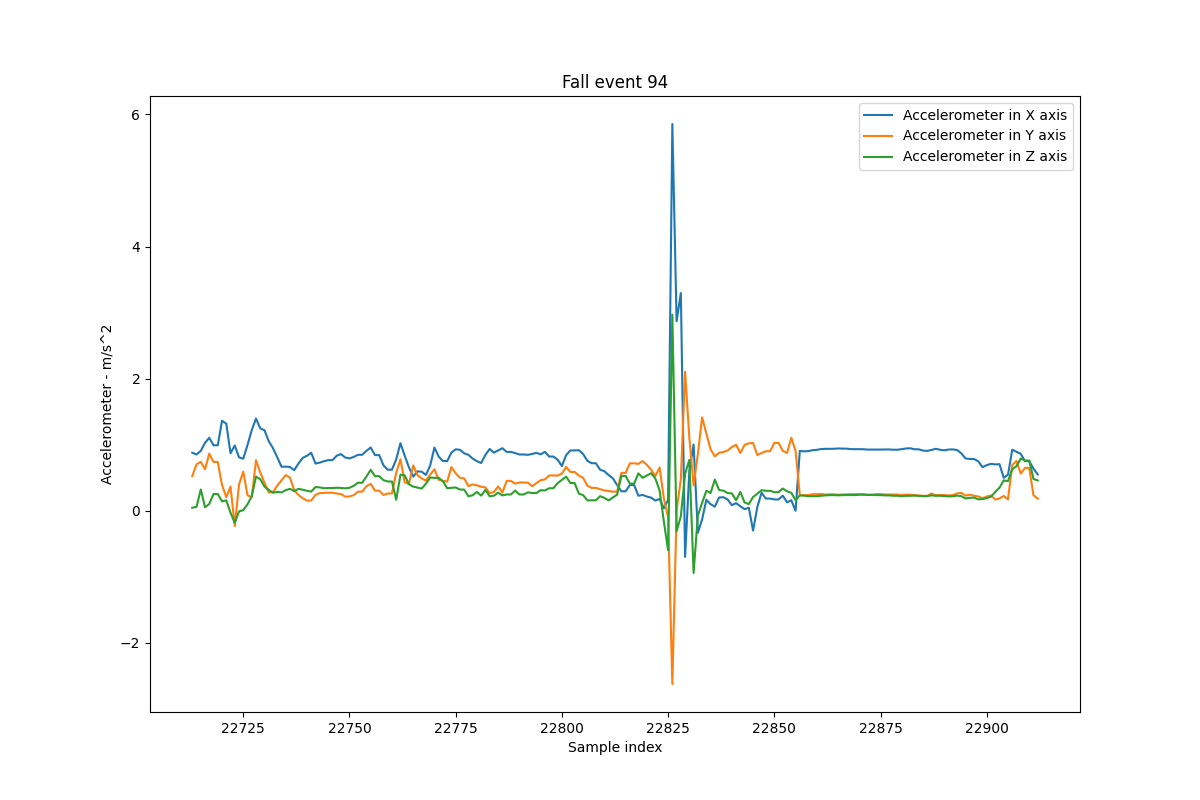 Fall event 94
Accelerometer in X axis
Accelerometer in Y axis
Accelerometer in Z axis
6
4
2
0
−2
Accelerometer - m/s^2
22725 22750 22775 22800 22825 22850 22875 22900
Sample index